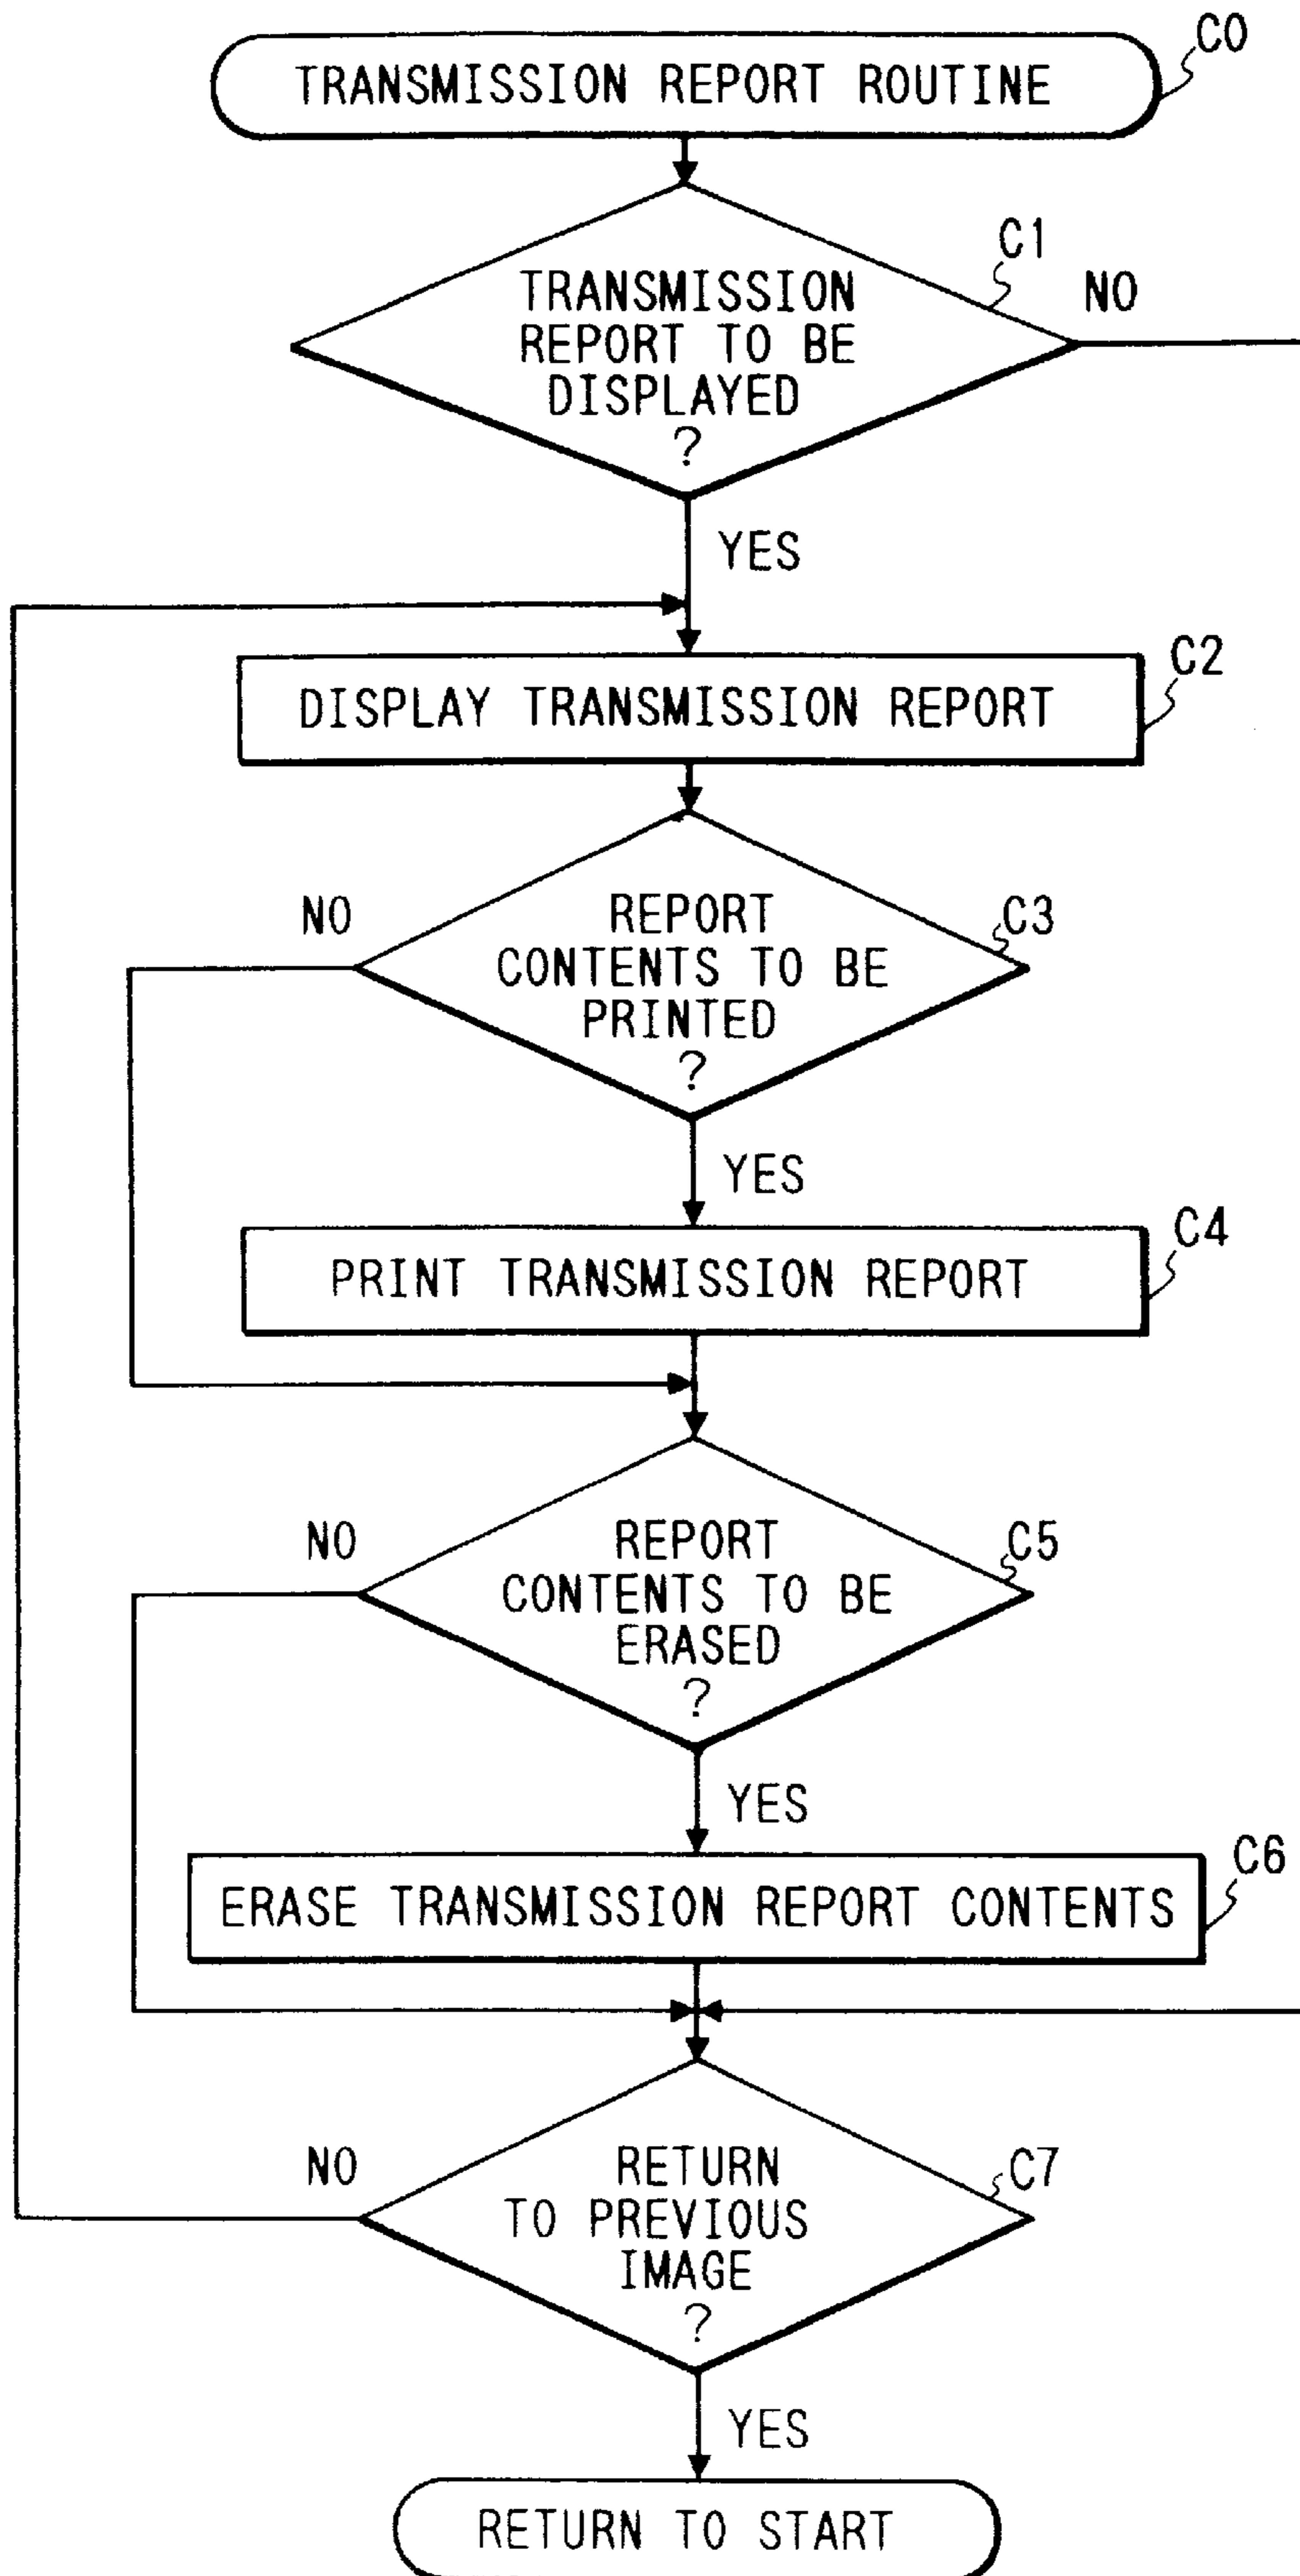 TRANSMISSION REPORT ROUTINE
C0
C1
TRANSMISSION
REPORT TO BE
DISPLAYED
?
NO
YES
C2
DISPLAY TRANSMISSION REPORT
NO
REPORT
CONTENTS TO BE
PRINTED
?
C3
YES
C4
PRINT TRANSMISSION REPORT
NO
REPORT
CONTENTS TO BE
ERASED
?
C5
YES
C6
ERASE TRANSMISSION REPORT CONTENTS
NO
RETURN
TO PREVIOUS
IMAGE
?
C7
YES
RETURN TO START